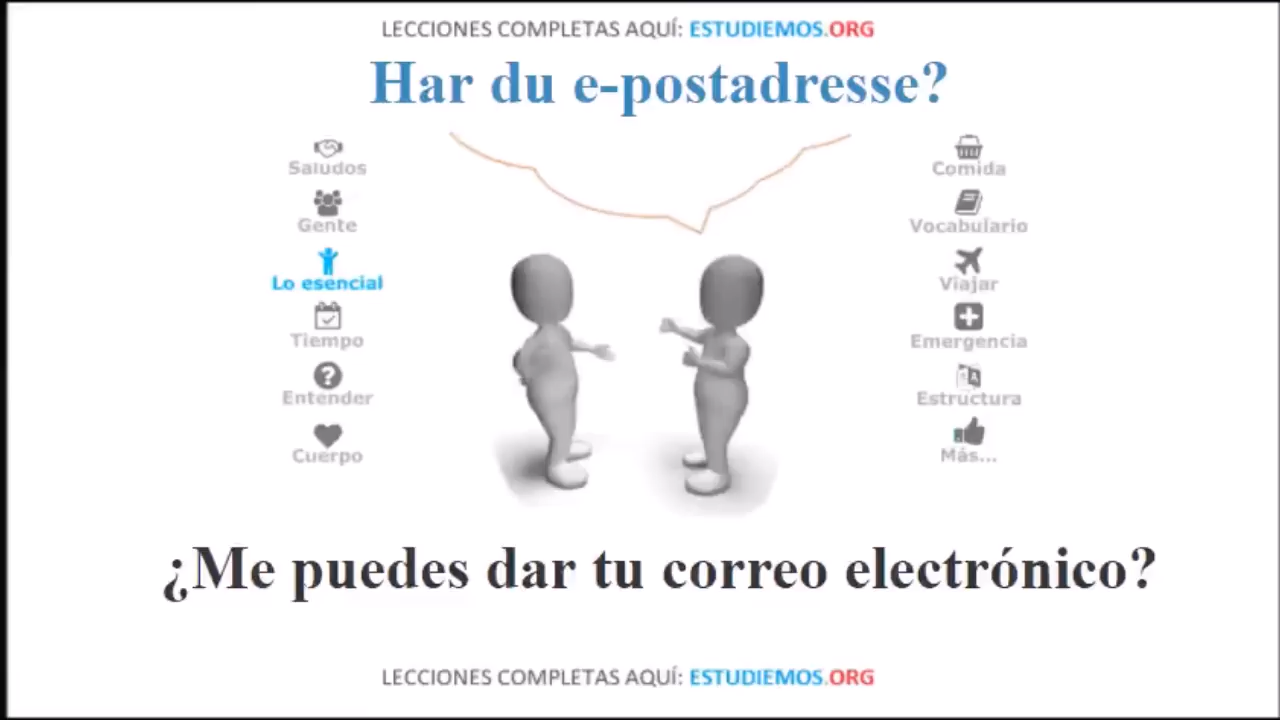 LECCIONES COMPLETAS AQUÍ: ESTUDIEMOS.ORG
Har du e-postadresse?
Saludos
Gente
Lo esencial
Tiempo
Entender
Cuerpo
Comida
Vocabulario
Viajar
Emergencia
Estructura
Más...
¿Me puedes dar tu correo electrónico?
LECCIONES COMPLETAS AQUÍ: ESTUDIEMOS.ORG